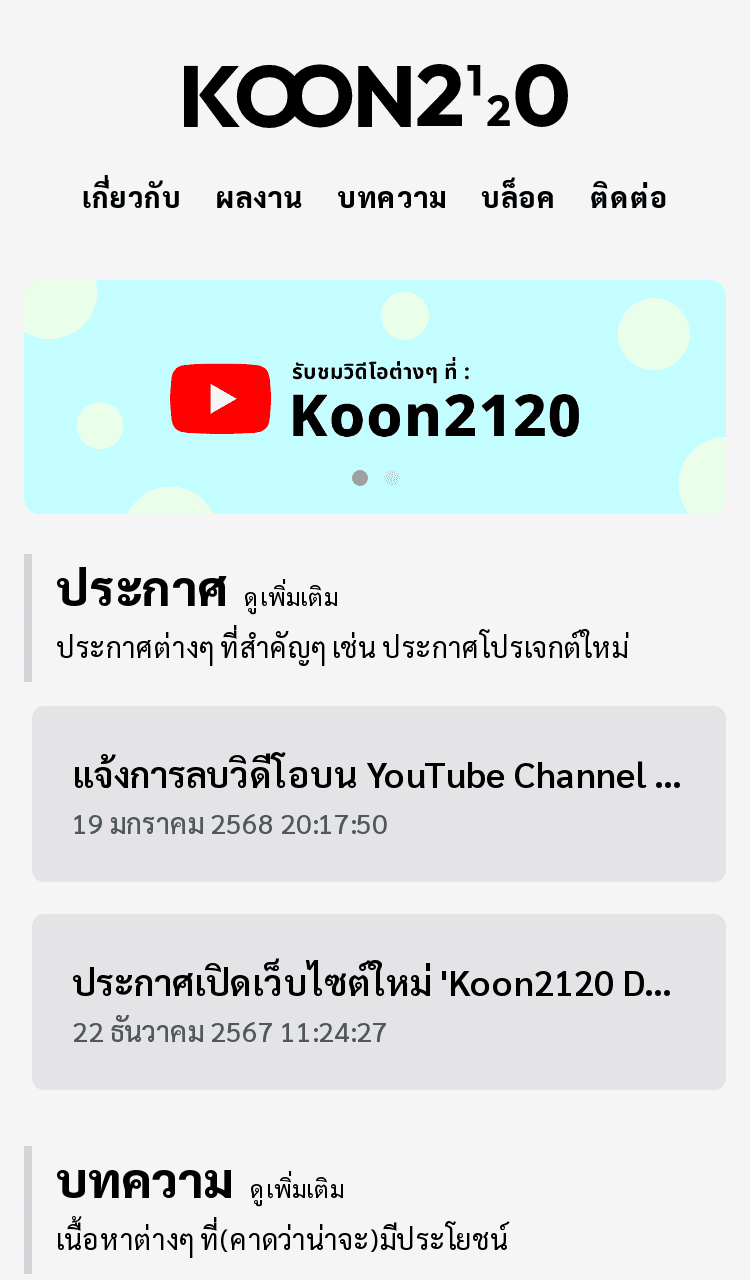 KOON2120
เกี่ยวกับ ผลงาน บทความ บล็อค ติดต่อ
รับชมวิดีโอต่างๆ ที่ :
Koon2120
ประกาศ ดูเพิ่มเติม
ประกาศต่างๆ ที่สำคัญๆ เช่น ประกาศโปรเจกต์ใหม่
แจ้งการลบวิดีโอบน YouTube Channel ...
19 มกราคม 2568 20:17:50
ประกาศเปิดเว็บไซต์ใหม่ 'Koon2120 D...
22 ธันวาคม 2567 11:24:27
บทความ ดูเพิ่มเติม
เนื้อหาต่างๆ ที่(คาดว่าน่าจะ)มีประโยชน์